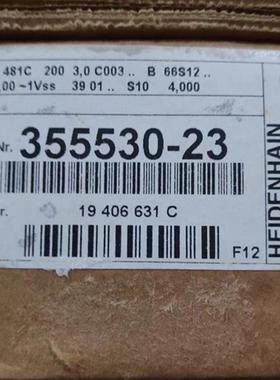 481C 200 3,0 C003 .. B 66S12 ..
,00 ~1Vss 39 01 .. S10 4,000
Nr. 355530-23
r. 19 406 631 C
F12
HEIDENHAIN